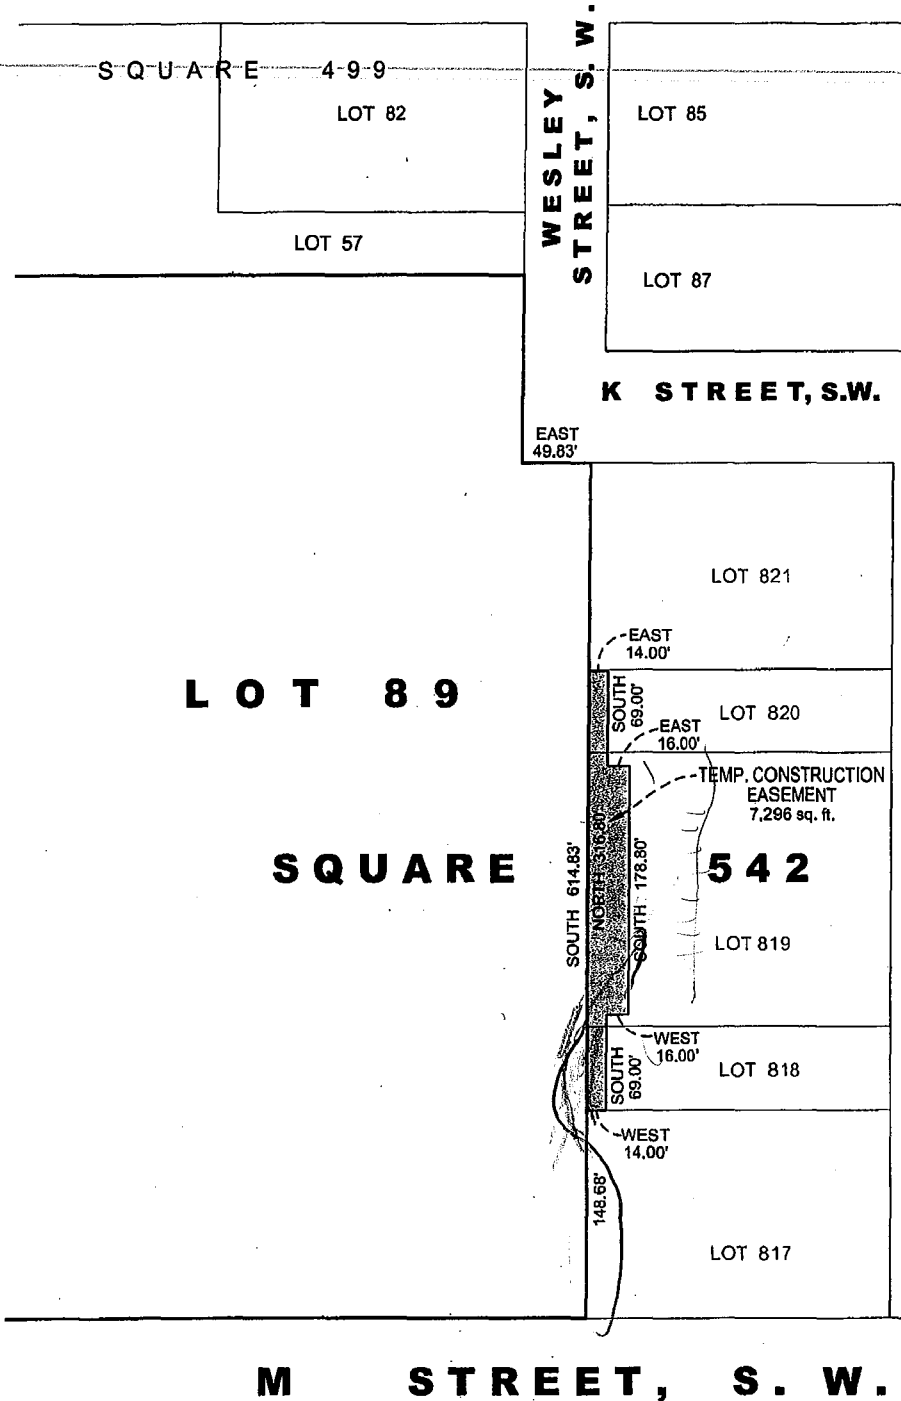 SQUARE 499
LOT 82
LOT 57
WESLEY
STREET, S. W.
LOT 85
LOT 87
K STREET, S.W.
EAST
49.83'
LOT 821
EAST
14.00'
LOT 89
SOUTH
69.00'
LOT 820
EAST
16.00'
TEMP. CONSTRUCTION
EASEMENT
7,296 sq. ft.
SQUARE 542
SOUTH 614.83'
NORTH 316.80'
SOUTH 178.80'
LOT 819
WEST
16.00'
SOUTH
69.00'
LOT 818
WEST
14.00'
148.68'
LOT 817
M STREET, S. W.